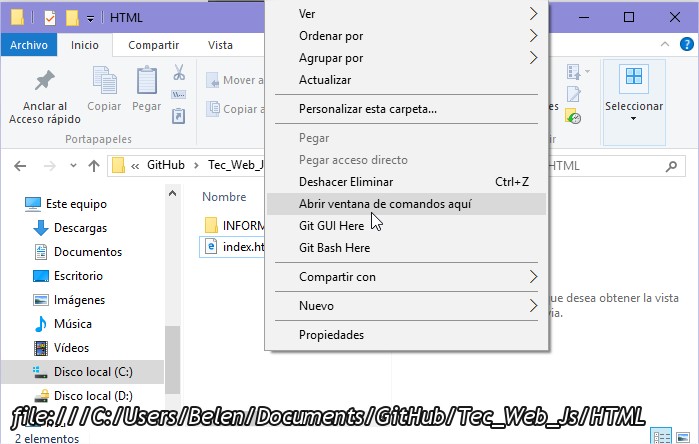 HTML
Archivo Inicio Compartir Vista
Anclar al
Acceso rápido
Copiar
Pegar
Mover a
Copiar a
Portapapeles
Seleccionar
GitHub Tec_Web_J HTML
Este equipo
Descargas
Documentos
Escritorio
Imágenes
Música
Vídeos
Disco local (C:)
Disco local (D:)
2 elementos
Nombre
INFORM
index.ht
Ver
Ordenar por
Agrupar por
Actualizar
Personalizar esta carpeta...
Pegar
Pegar acceso directo
Deshacer Eliminar Ctrl+Z
Abrir ventana de comandos aquí
Git GUI Here
Git Bash Here
Compartir con
Nuevo
Propiedades
que desea obtener la vista
via.
file:///C:/Users/Belen/Documents/GitHub/Tec_Web_Js/HTML